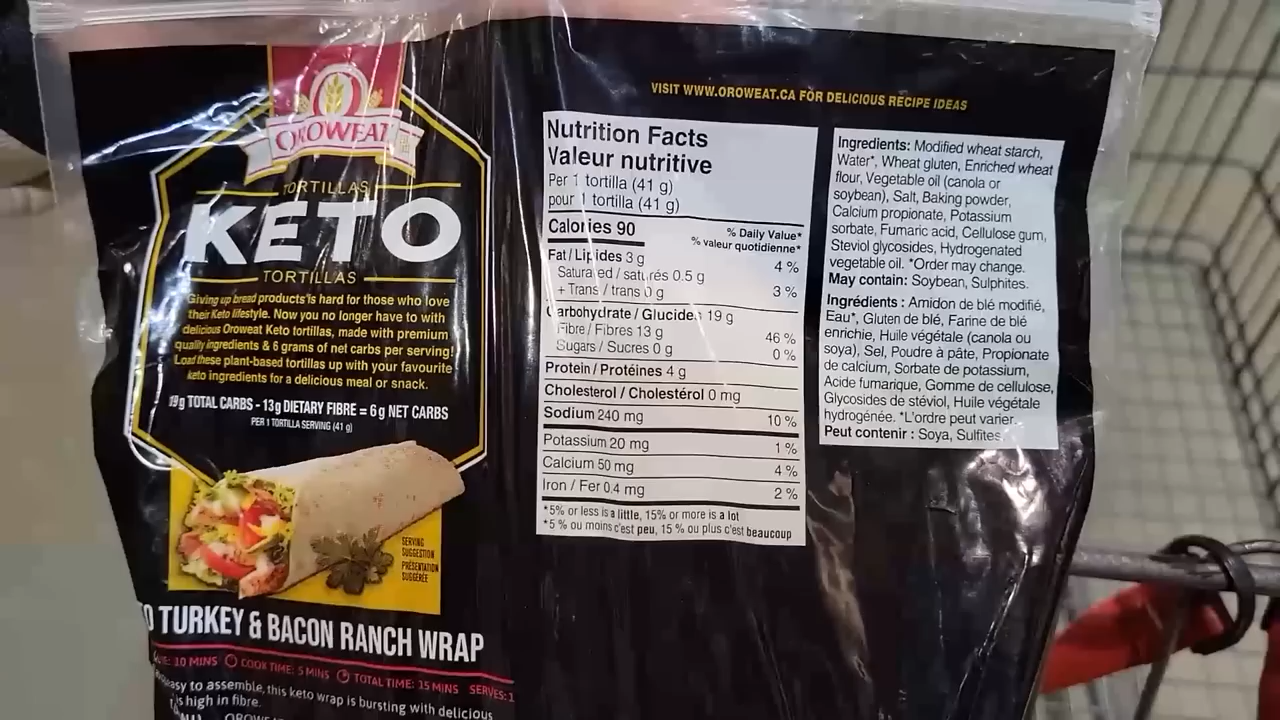 OROWEAT
TORTILLAS
KETO
TORTILLAS
Giving up bread products is hard for those who love
their Keto lifestyle. Now you no longer have to with
delicious Oroweat Keto tortillas, made with premium
quality ingredients & 6 grams of net carbs per serving!
Load these plant-based tortillas up with your favourite
keto ingredients for a delicious meal or snack.
19g TOTAL CARBS - 13g DIETARY FIBRE = 6g NET CARBS
PER 1 TORTILLA SERVING (41 g)
SERVING
SUGGESTION
PRÉSENTATION
SUGGÉRÉE
TURKEY & BACON RANCH WRAP
10 MINS COOK TIME: 5 MINS TOTAL TIME: 15 MINS SERVES: 1
easy to assemble, this keto wrap is bursting with delicious
is high in fibre.
VISIT WWW.OROWEAT.CA FOR DELICIOUS RECIPE IDEAS
Nutrition Facts
Valeur nutritive
Per 1 tortilla (41 g)
pour 1 tortilla (41 g)
Calories 90
% Daily Value*
% valeur quotidienne*
Fat / Lipides 3 g 4 %
Saturated / saturés 0.5 g
+ Trans / trans 0 g 3 %
Carbohydrate / Glucides 19 g
Fibre / Fibres 13 g 46 %
Sugars / Sucres 0 g 0 %
Protein / Protéines 4 g
Cholesterol / Cholestérol 0 mg
Sodium 240 mg 10 %
Potassium 20 mg 1 %
Calcium 50 mg 4 %
Iron / Fer 0.4 mg 2 %
*5% or less is a little, 15% or more is a lot
*5 % ou moins c'est peu, 15 % ou plus c'est beaucoup
Ingredients: Modified wheat starch,
Water*, Wheat gluten, Enriched wheat
flour, Vegetable oil (canola or
soybean), Salt, Baking powder,
Calcium propionate, Potassium
sorbate, Fumaric acid, Cellulose gum,
Steviol glycosides, Hydrogenated
vegetable oil. *Order may change.
May contain: Soybean, Sulphites.
Ingrédients : Amidon de blé modifié,
Eau*, Gluten de blé, Farine de blé
enrichie, Huile végétale (canola ou
soya), Sel, Poudre à pâte, Propionate
de calcium, Sorbate de potassium,
Acide fumarique, Gomme de cellulose,
Glycosides de stéviol, Huile végétale
hydrogénée. *L'ordre peut varier.
Peut contenir : Soya, Sulfites.